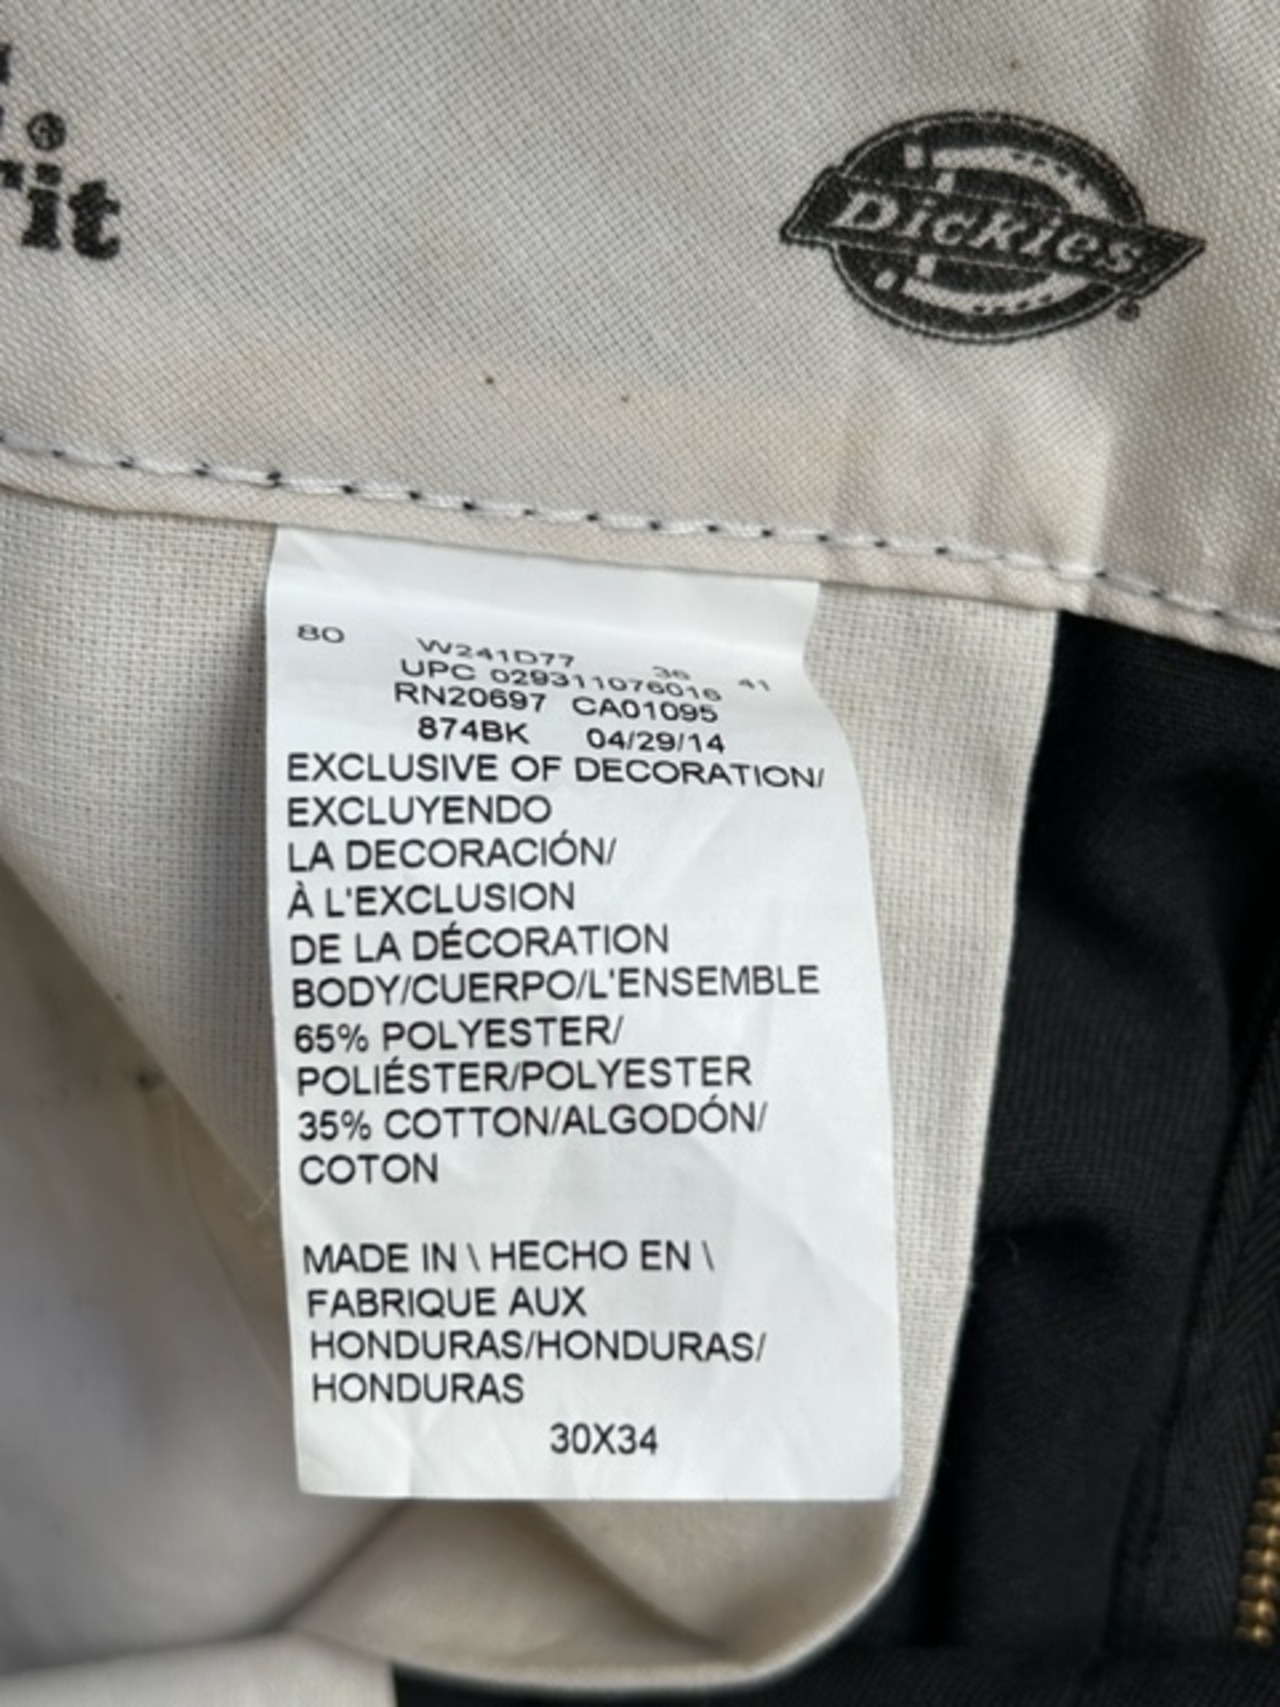 ®
rit
Dickies
80 W241D77 36 41
UPC 029311076016
RN20697 CA01095
874BK 04/29/14
EXCLUSIVE OF DECORATION/
EXCLUYENDO
LA DECORACIÓN/
À L'EXCLUSION
DE LA DÉCORATION
BODY/CUERPO/L'ENSEMBLE
65% POLYESTER/
POLIÉSTER/POLYESTER
35% COTTON/ALGODÓN/
COTON
MADE IN \ HECHO EN \
FABRIQUE AUX
HONDURAS/HONDURAS/
HONDURAS
30X34